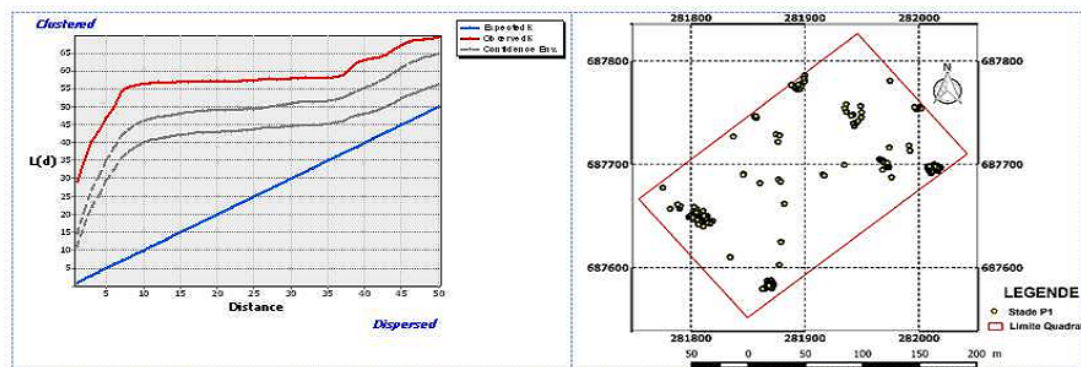 Clustered
Expected K
Observed K
Confidence Env.
65
60
55
50
45
40
35
30
25
20
15
10
5
L(d)
5 10 15 20 25 30 35 40 45 50
Distance
Dispersed
281800 281900 282000
687800 687800
N
687700 687700
687600 687600
LEGENDE
Stade P1
Limite Quadrat
281800 281900 282000
50 0 50 100 150 200 m